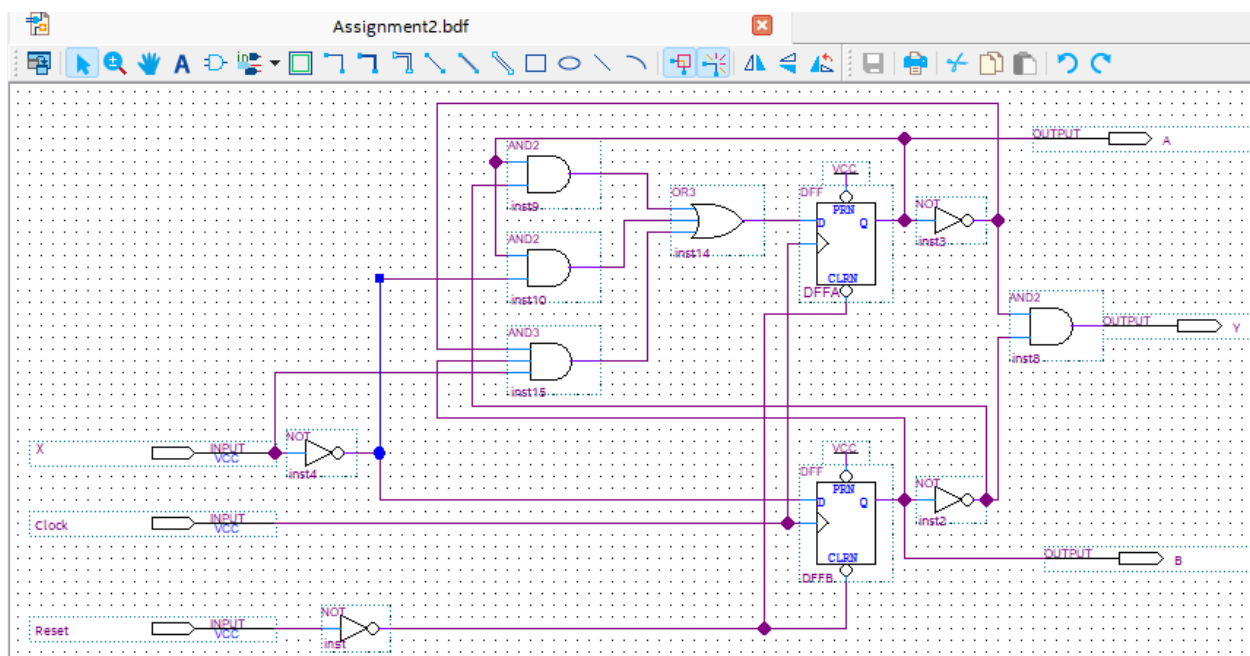 Assignment2.bdf
A
OUTPUT
A
AND2
VCC
OR3
DFF
PRN
D
Q
NOT
inst9
inst3
AND2
inst14
CLRN
DFFA
inst10
AND2
OUTPUT
Y
AND3
inst8
inst15
X
INPUT
VCC
NOT
inst4
VCC
DFF
PRN
D
Q
NOT
inst2
Clock
INPUT
VCC
CLRN
DFFB
OUTPUT
B
Reset
INPUT
VCC
NOT
inst